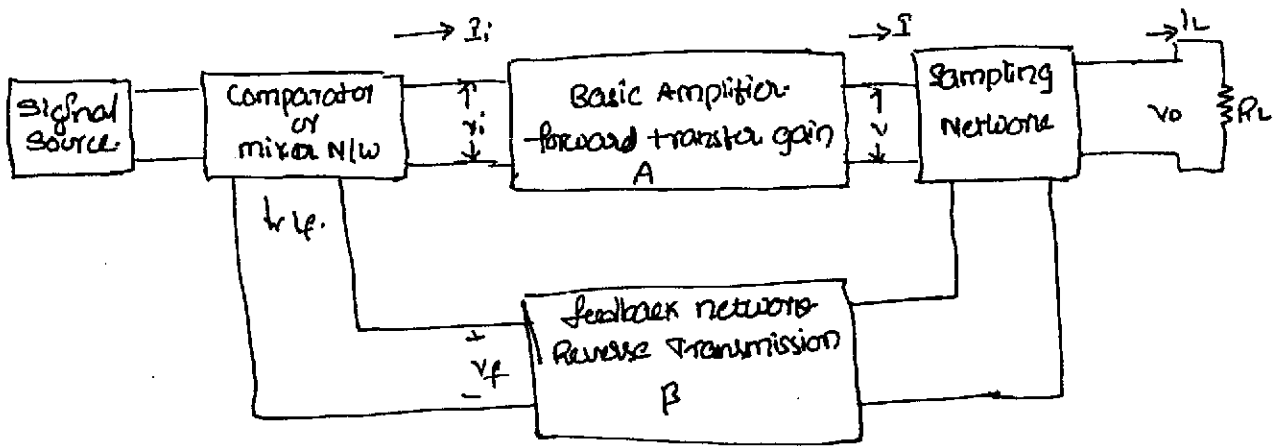 → Ii
→ I
→ IL
Signal
Source.
Comparator
or
mixer N/W
Vi
Basic Amplifier
forward transfer gain
A
V
Sampling
Network
Vo
RL
↓ If.
feedback network
Reverse Transmission
β
+
Vf
-